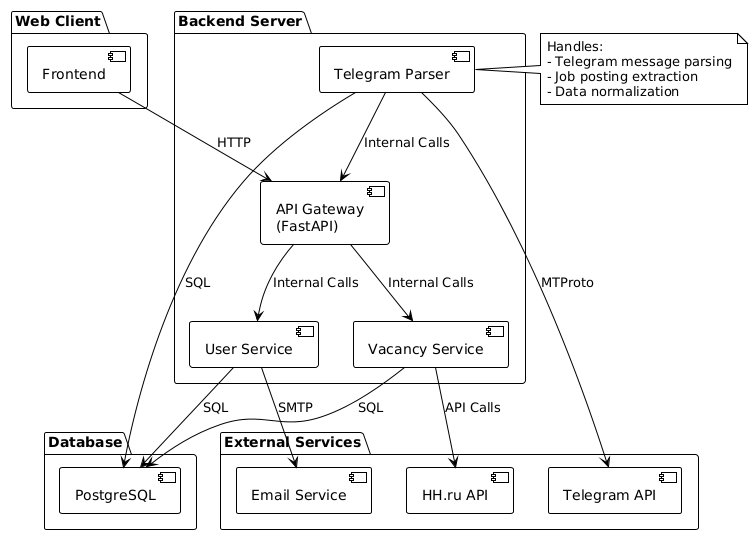 Web Client
Frontend
Backend Server
Telegram Parser
Handles:
- Telegram message parsing
- Job posting extraction
- Data normalization
HTTP
Internal Calls
API Gateway
(FastAPI)
SQL
Internal Calls
Internal Calls
MTProto
User Service
Vacancy Service
SQL
SMTP
SQL
API Calls
Database
PostgreSQL
External Services
Email Service
HH.ru API
Telegram API